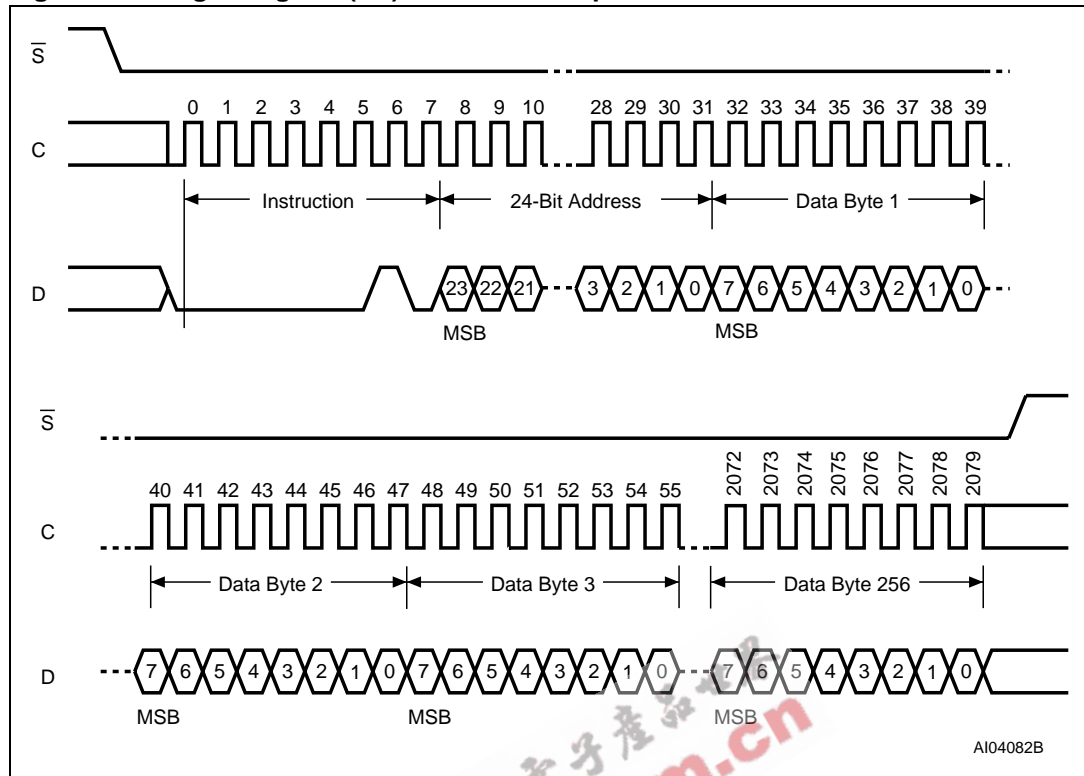 S
0 1 2 3 4 5 6 7 8 9 10 28 29 30 31 32 33 34 35 36 37 38 39
C
Instruction 24-Bit Address Data Byte 1
D
23 22 21 3 2 1 0 7 6 5 4 3 2 1 0
MSB MSB
S
2072 2073 2074 2075 2076 2077 2078 2079
40 41 42 43 44 45 46 47 48 49 50 51 52 53 54 55
C
Data Byte 2 Data Byte 3 Data Byte 256
D
7 6 5 4 3 2 1 0 7 6 5 4 3 2 1 0 7 6 5 4 3 2 1 0
MSB MSB MSB
AI04082B